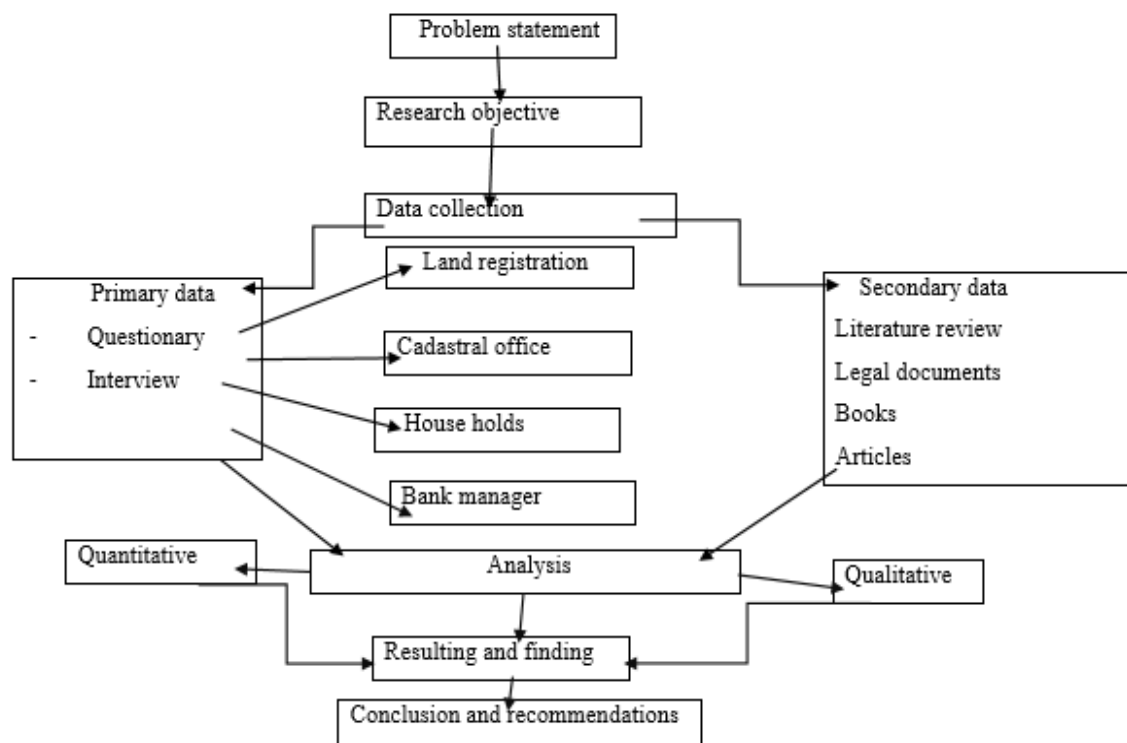 Problem statement
Research objective
Data collection
Land registration
Primary data
- Questionary
- Interview
Cadastral office
House holds
Bank manager
Secondary data
Literature review
Legal documents
Books
Articles
Quantitative
Analysis
Qualitative
Resulting and finding
Conclusion and recommendations